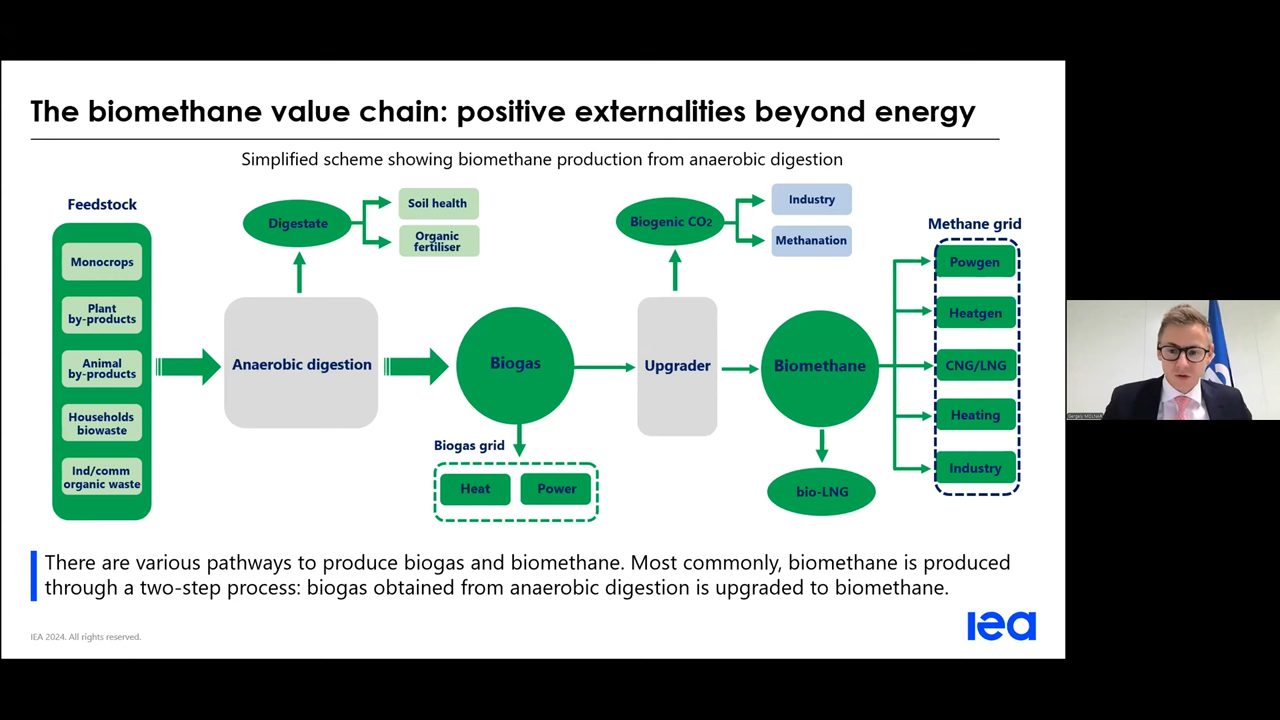 The biomethane value chain: positive externalities beyond energy
Simplified scheme showing biomethane production from anaerobic digestion
Feedstock
Monocrops
Plant
by-products
Animal
by-products
Households
biowaste
Ind/comm
organic waste
Digestate
Soil health
Organic
fertiliser
Anaerobic digestion
Biogas
Biogas grid
Heat
Power
Biogenic CO2
Industry
Methanation
Upgrader
Biomethane
bio-LNG
Methane grid
Powgen
Heatgen
CNG/LNG
Heating
Industry
There are various pathways to produce biogas and biomethane. Most commonly, biomethane is produced
through a two-step process: biogas obtained from anaerobic digestion is upgraded to biomethane.
IEA 2024. All rights reserved.
iea
Gergely MOLNAR